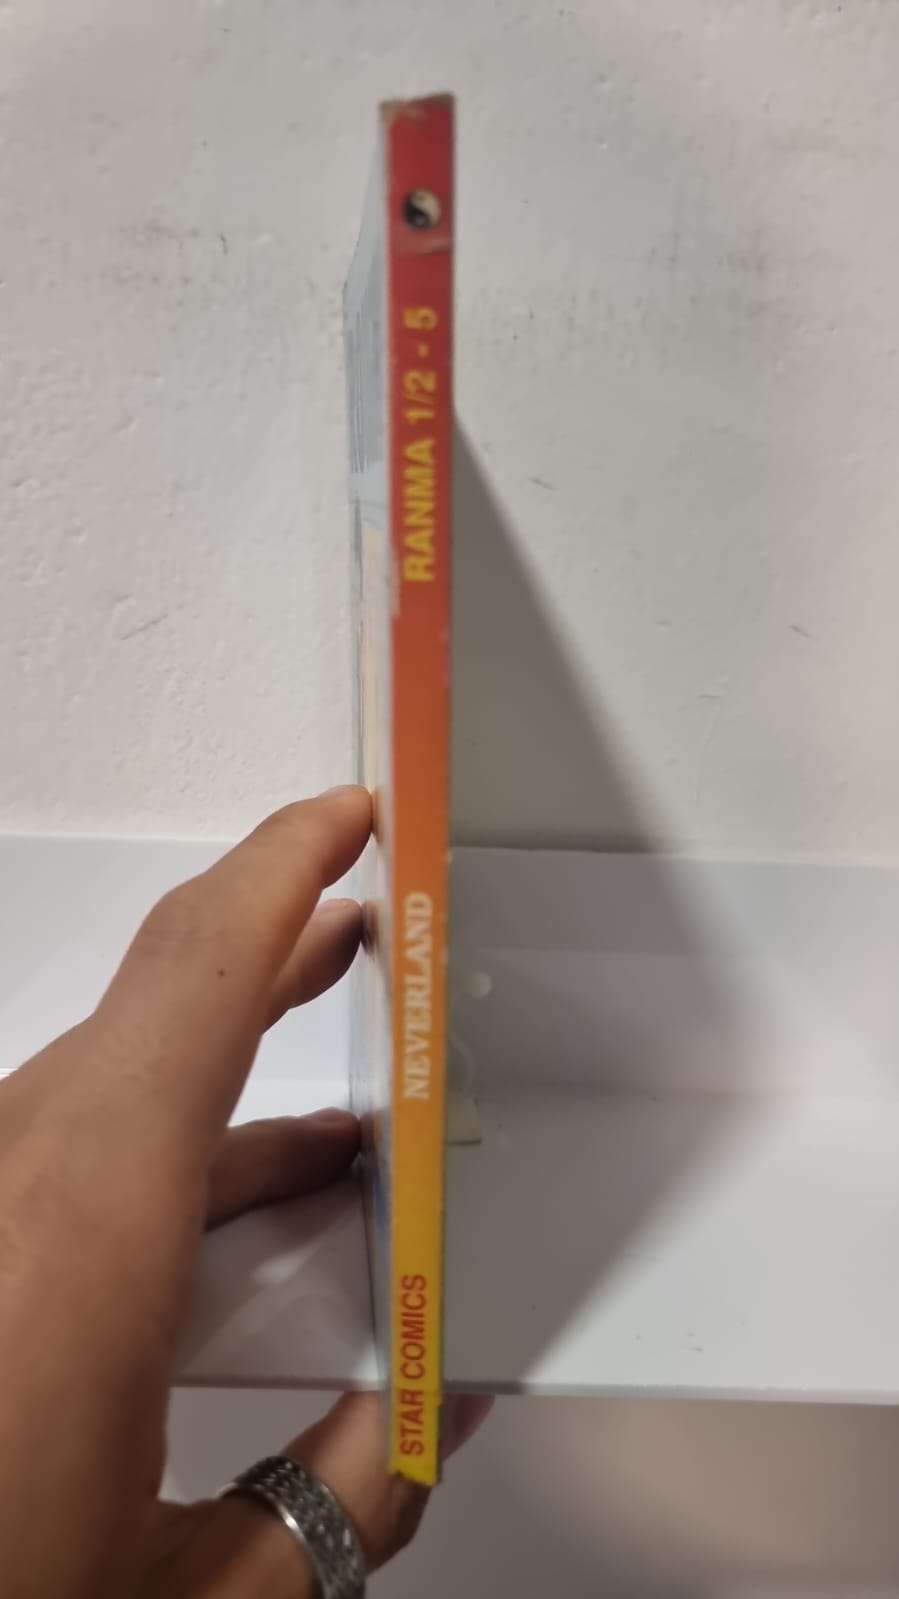 RANMA 1/2 - 5
NEVERLAND
STAR COMICS